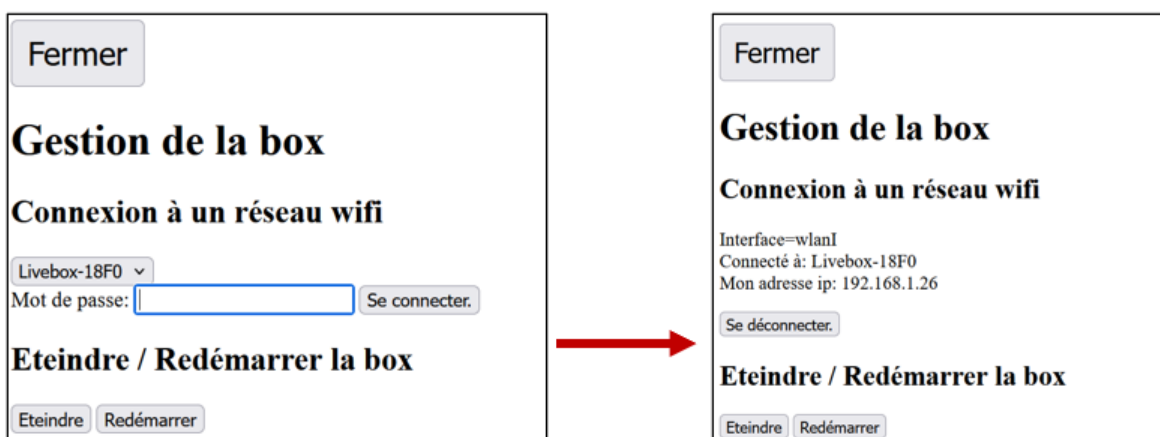 Fermer
Gestion de la box
Connexion à un réseau wifi
Livebox-18F0
Mot de passe: Se connecter.
Eteindre / Redémarrer la box
Eteindre Redémarrer
Fermer
Gestion de la box
Connexion à un réseau wifi
Interface=wlanI
Connecté à: Livebox-18F0
Mon adresse ip: 192.168.1.26
Se déconnecter.
Eteindre / Redémarrer la box
Eteindre Redémarrer